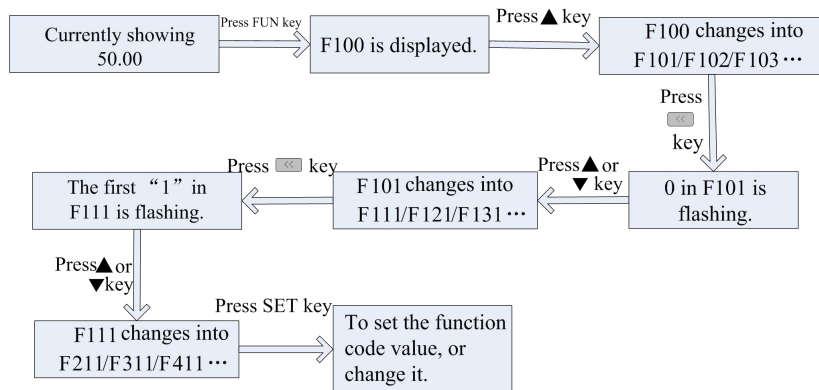 Currently showing
50.00
Press FUN key
F100 is displayed.
Press▲ key
F100 changes into
F101/F102/F103···
Press
<<
key
0 in F101 is
flashing.
Press▲or
▼ key
F101 changes into
F111/F121/F131···
Press << key
The first “1” in
F111 is flashing.
Press▲or
▼key
F111 changes into
F211/F311/F411···
Press SET key
To set the function
code value, or
change it.